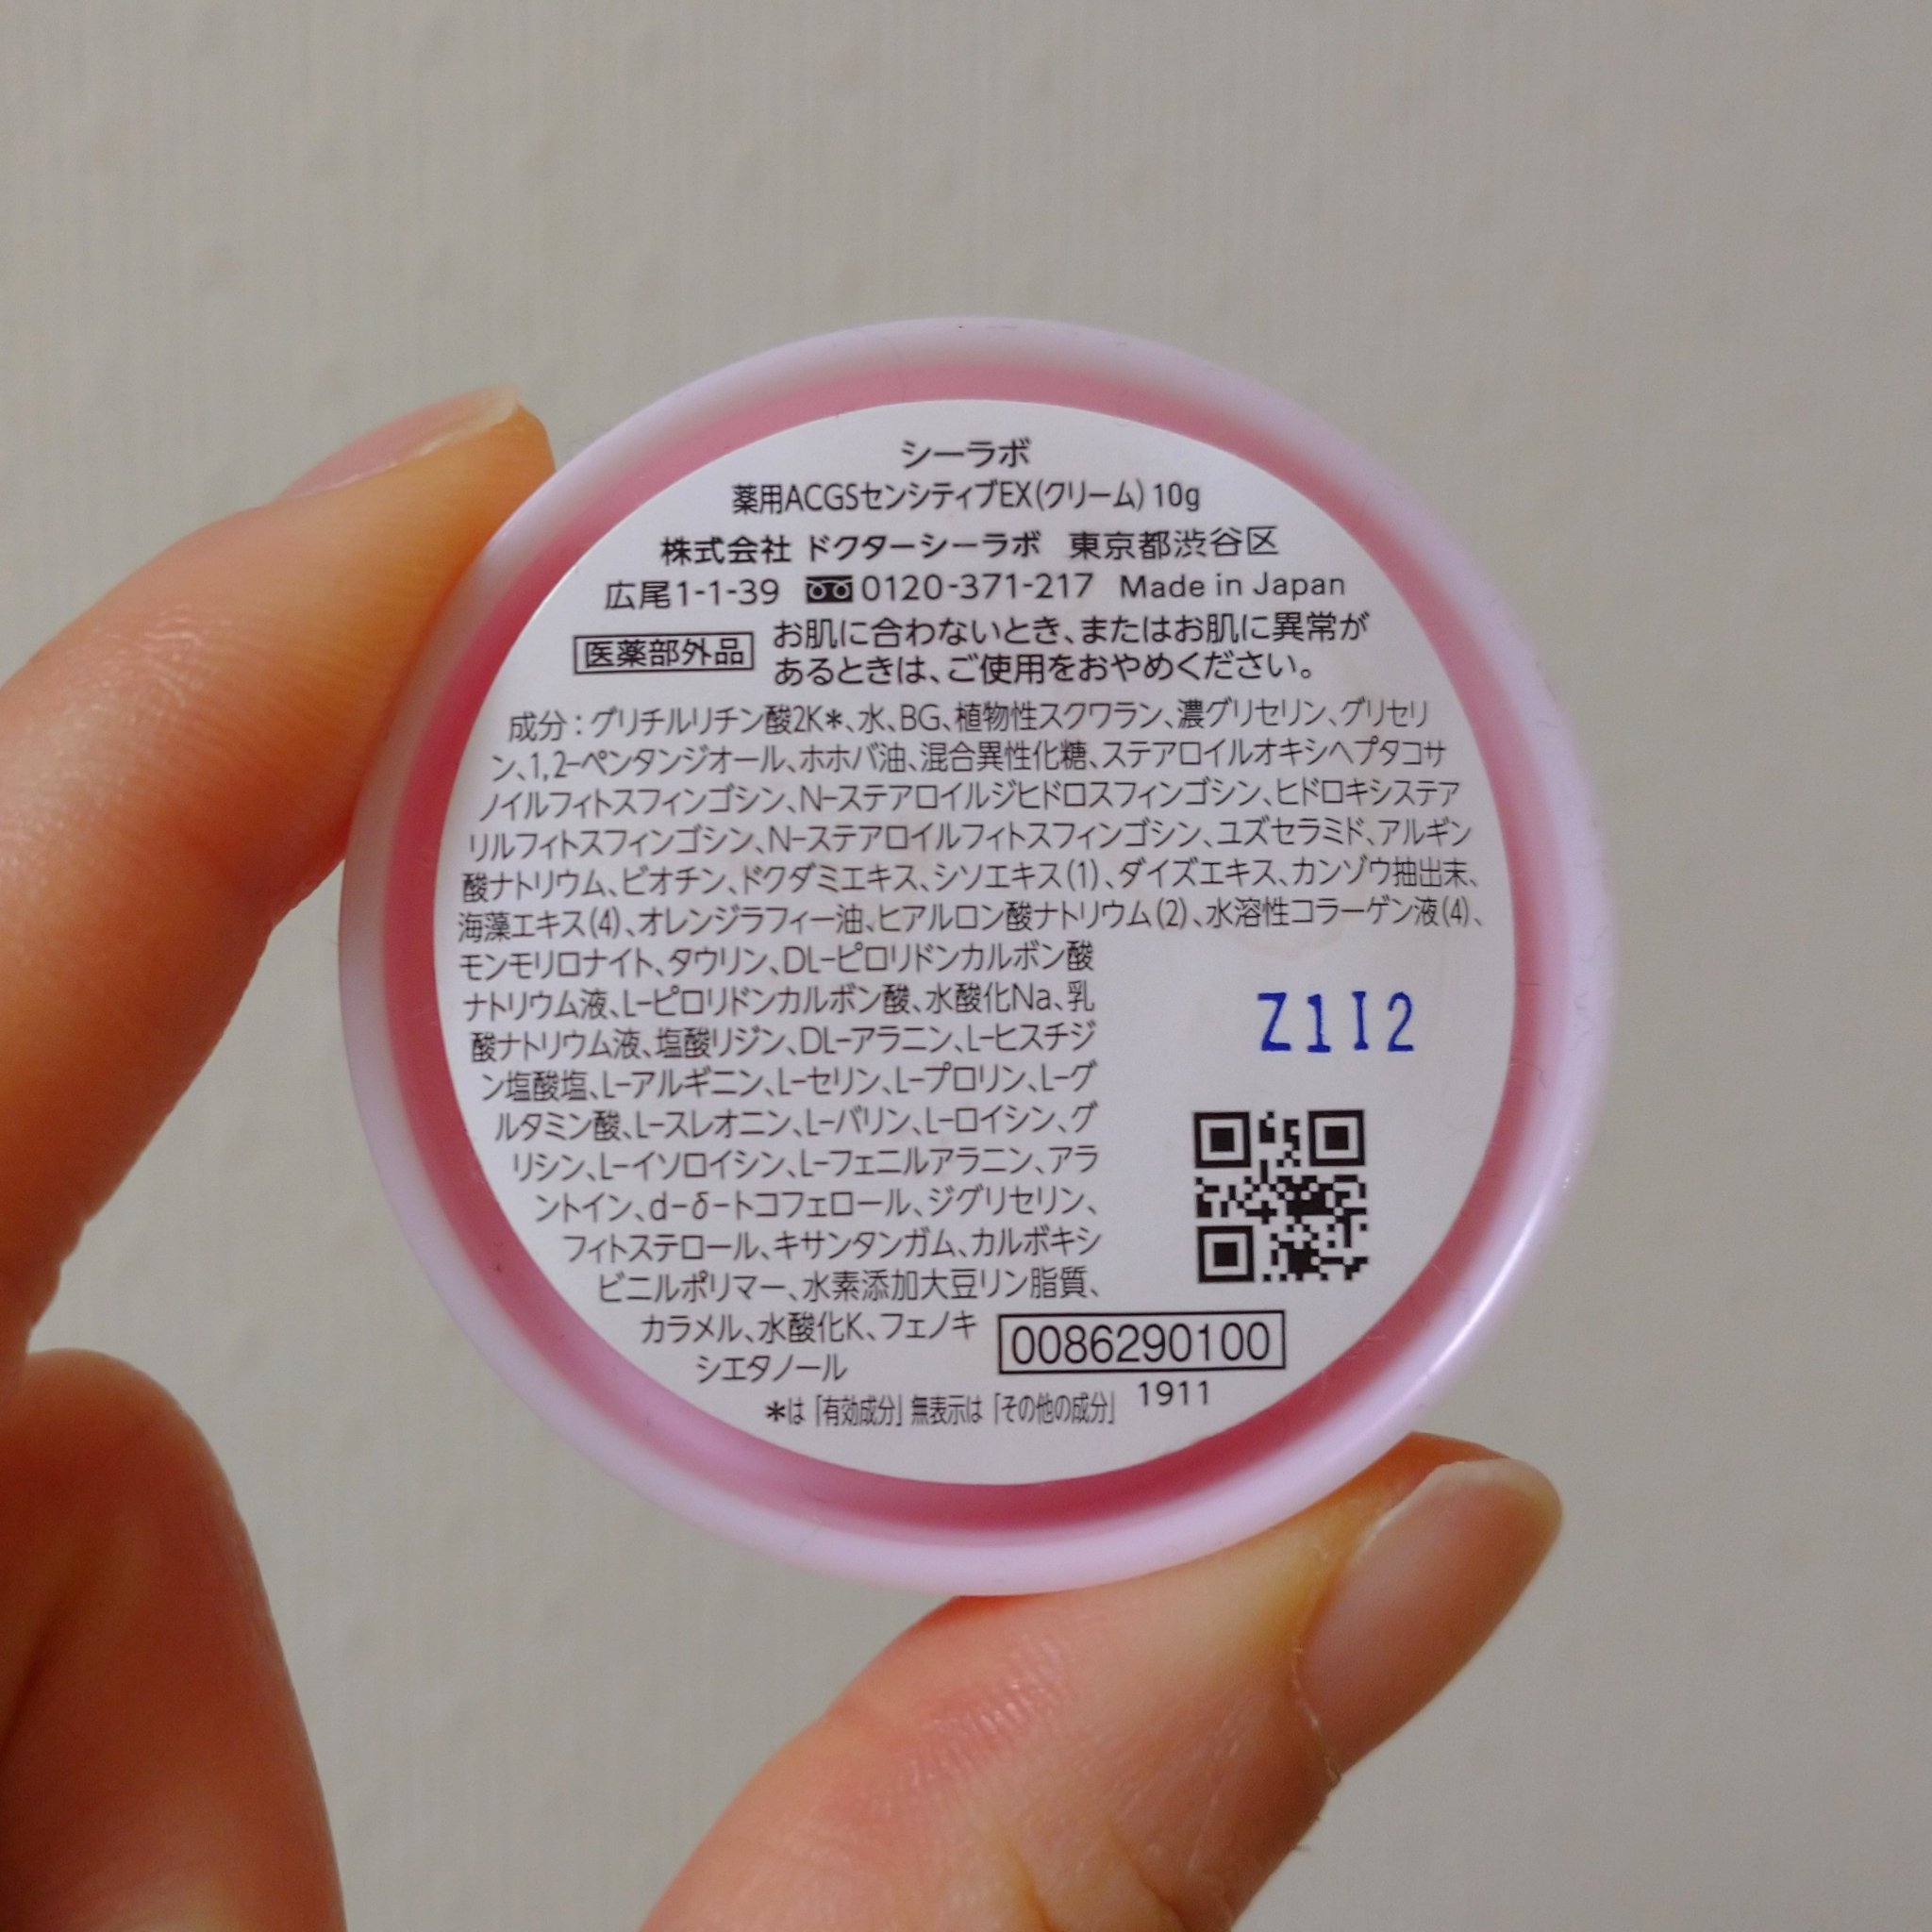 シーラボ
薬用ACGSセンシティブEX(クリーム) 10g
株式会社 ドクターシーラボ 東京都渋谷区
広尾1-1-39 0120-371-217 Made in Japan
医薬部外品
お肌に合わないとき、またはお肌に異常が
あるときは、ご使用をおやめください。
成分：グリチルリチン酸2K*、水、BG、植物性スクワラン、濃グリセリン、グリセリ
ン、1,2-ペンタンジオール、ホホバ油、混合異性化糖、ステアロイルオキシヘプタコサ
ノイルフィトスフィンゴシン、N-ステアロイルジヒドロスフィンゴシン、ヒドロキシステア
リルフィトスフィンゴシン、N-ステアロイルフィトスフィンゴシン、ユズセラミド、アルギン
酸ナトリウム、ビオチン、ドクダミエキス、シソエキス(1)、ダイズエキス、カンゾウ抽出末、
海藻エキス(4)、オレンジラフィー油、ヒアルロン酸ナトリウム(2)、水溶性コラーゲン液(4)、
モンモリロナイト、タウリン、DL-ピロリドンカルボン酸
ナトリウム液、L-ピロリドンカルボン酸、水酸化Na、乳
酸ナトリウム液、塩酸リジン、DL-アラニン、L-ヒスチジ
ン塩酸塩、L-アルギニン、L-セリン、L-プロリン、L-グ
ルタミン酸、L-スレオニン、L-バリン、L-ロイシン、グ
リシン、L-イソロイシン、L-フェニルアラニン、アラ
ントイン、d-δ-トコフェロール、ジグリセリン、
フィトステロール、キサンタンガム、カルボキシ
ビニルポリマー、水素添加大豆リン脂質、
カラメル、水酸化K、フェノキ
シエタノール
*は「有効成分」無表示は「その他の成分」
Z1I2
0086290100
1911